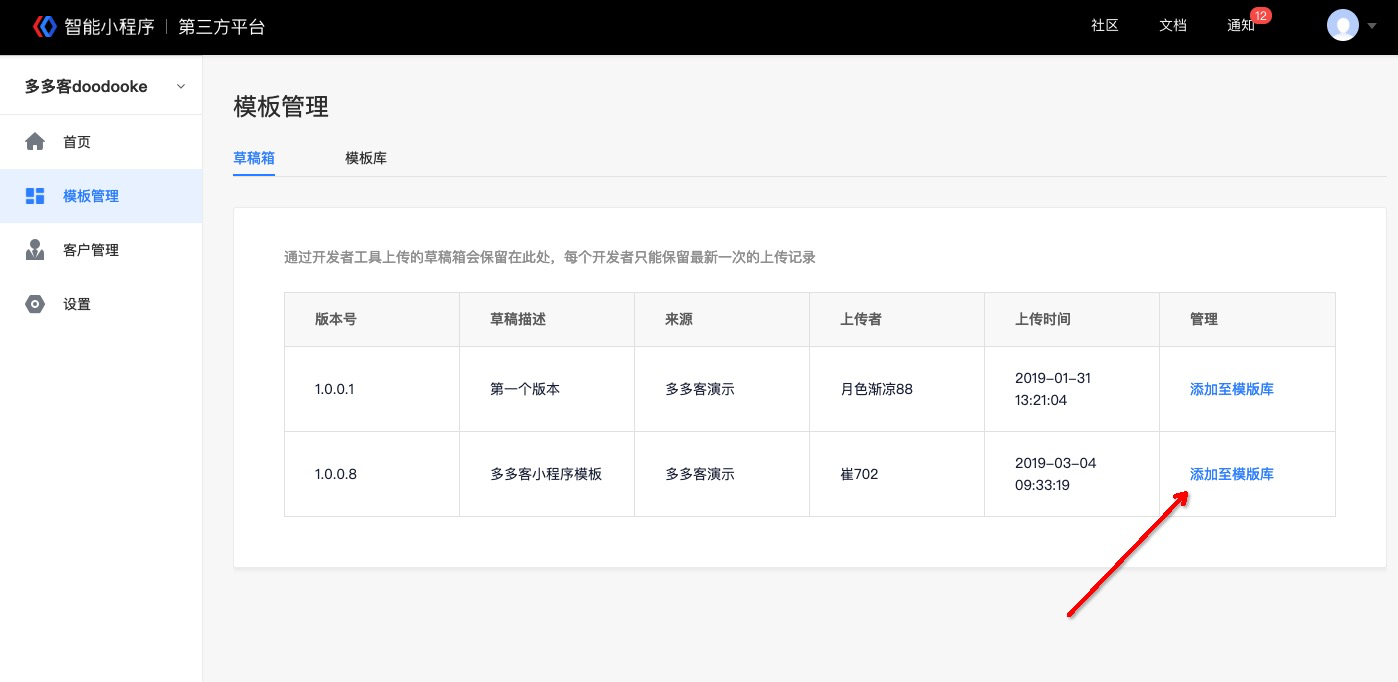 智能小程序 | 第三方平台
社区
文档
通知
12
多多客doodooke
首页
模板管理
客户管理
设置
模板管理
草稿箱
模板库
通过开发者工具上传的草稿箱会保留在此处，每个开发者只能保留最新一次的上传记录
版本号
草稿描述
来源
上传者
上传时间
管理
1.0.0.1
第一个版本
多多客演示
月色渐凉88
2019-01-31
13:21:04
添加至模版库
1.0.0.8
多多客小程序模板
多多客演示
崔702
2019-03-04
09:33:19
添加至模版库